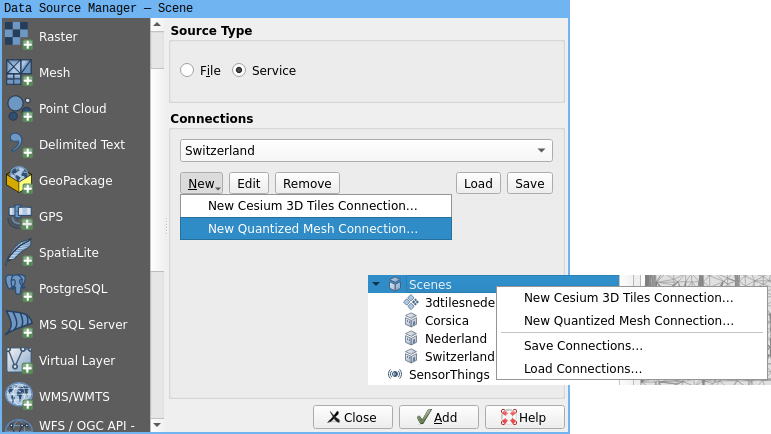 Data Source Manager — Scene
Raster
Mesh
Point Cloud
Delimited Text
GeoPackage
GPS
SpatiaLite
PostgreSQL
MS SQL Server
Virtual Layer
WMS/WMTS
WFS / OGC API -
Source Type
File
Service
Connections
Switzerland
New
Edit
Remove
Load
Save
New Cesium 3D Tiles Connection...
New Quantized Mesh Connection...
Scenes
3dtilesnede
Corsica
Nederland
Switzerland
SensorThings
New Cesium 3D Tiles Connection...
New Quantized Mesh Connection...
Save Connections...
Load Connections...
Close
Add
Help